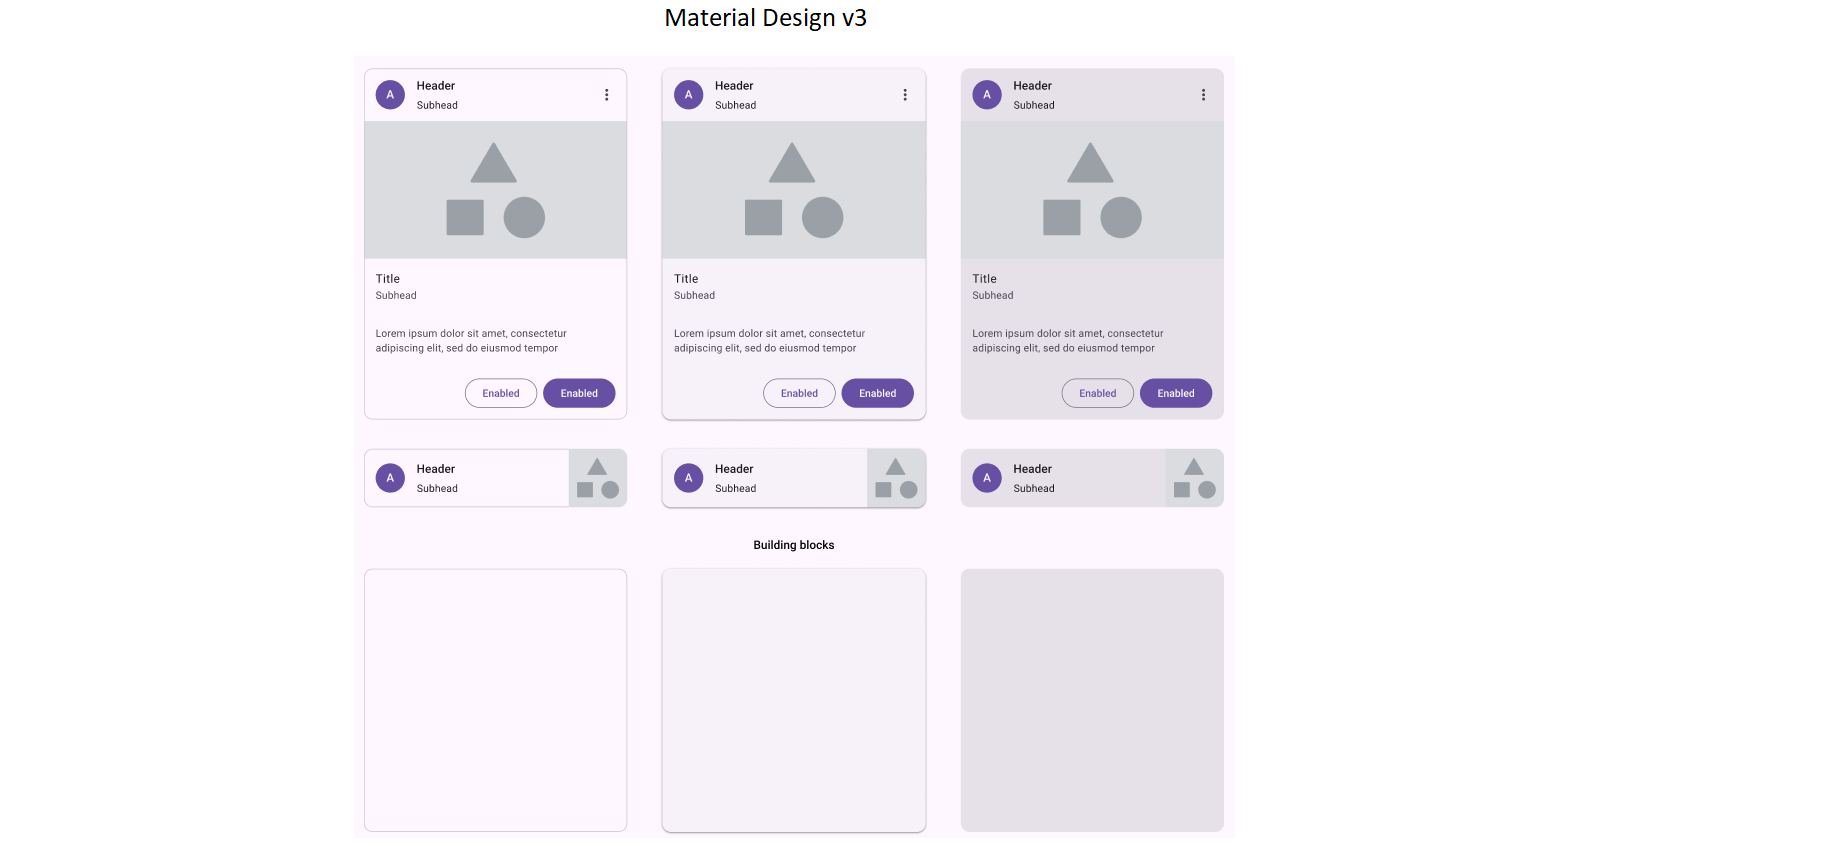 Material Design v3
A
Header
Subhead
A
Header
Subhead
A
Header
Subhead
Title
Subhead
Lorem ipsum dolor sit amet, consectetur
adipiscing elit, sed do eiusmod tempor
Enabled
Enabled
Title
Subhead
Lorem ipsum dolor sit amet, consectetur
adipiscing elit, sed do eiusmod tempor
Enabled
Enabled
Title
Subhead
Lorem ipsum dolor sit amet, consectetur
adipiscing elit, sed do eiusmod tempor
Enabled
Enabled
A
Header
Subhead
A
Header
Subhead
A
Header
Subhead
Building blocks